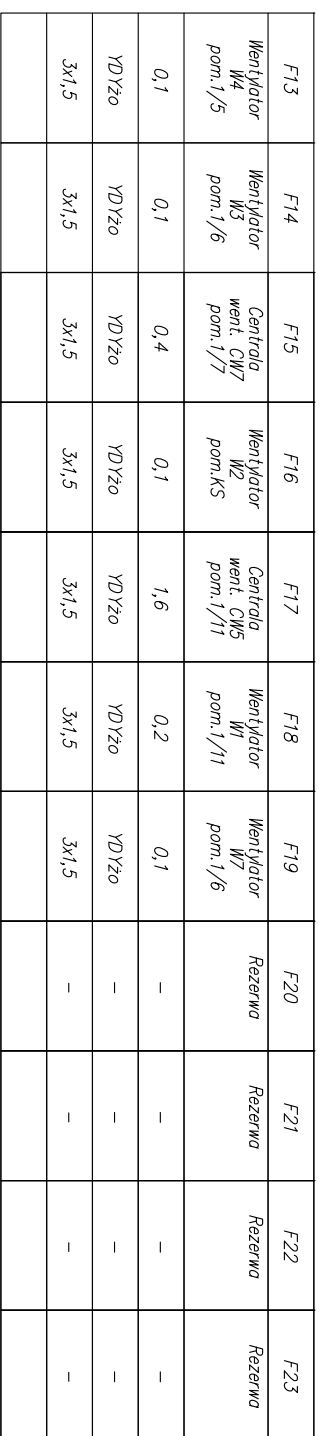 F13 F14 F15 F16 F17 F18 F19 F20 F21 F22 F23
Wentylator
W4
pom.1/5
Wentylator
W3
pom.1/6
Centrala
went. CW7
pom.1/7
Wentylator
W2
pom.KS
Centrala
went. CW5
pom.1/11
Wentylator
W1
pom.1/11
Wentylator
W7
pom.1/6
Rezerwa
Rezerwa
Rezerwa
Rezerwa
0,1 0,1 0,4 0,1 1,6 0,2 0,1 - - - -
YDYżo YDYżo YDYżo YDYżo YDYżo YDYżo YDYżo - - - -
3x1,5 3x1,5 3x1,5 3x1,5 3x1,5 3x1,5 3x1,5 - - - -